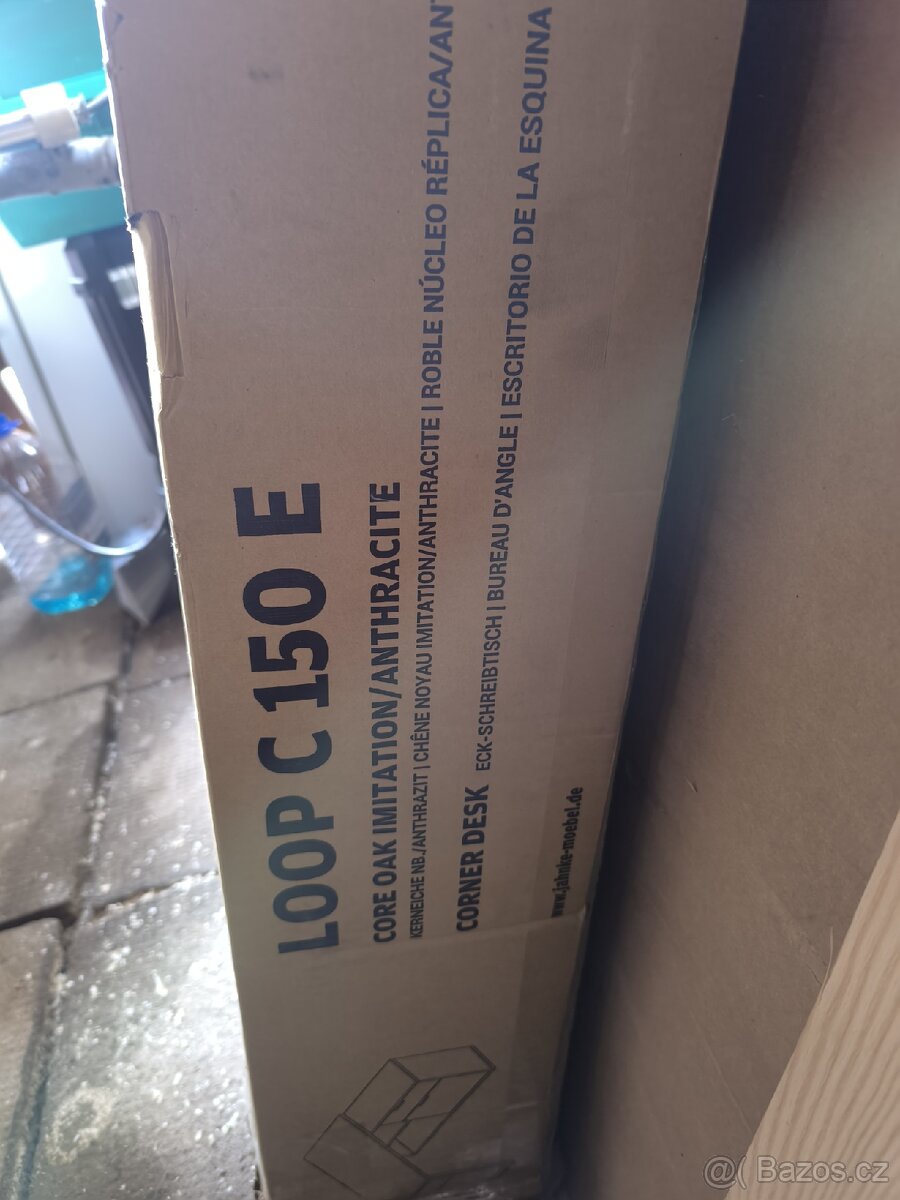 LOOP C 150 E
CORE OAK IMITATION/ANTHRACITE
KERNEICHE NB./ANTHRAZIT | CHÊNE NOYAU IMITATION/ANTHRACITE | ROBLE NÚCLEO RÉPLICA/AN
CORNER DESK ECK-SCHREIBTISCH | BUREAU D'ANGLE | ESCRITORIO DE LA ESQUINA
www.jahnke-moebel.de
@( Bazos.cz